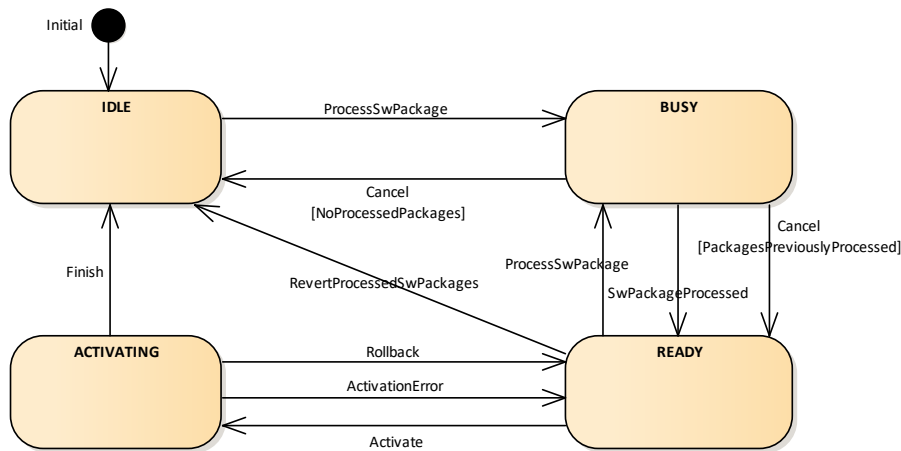 Initial
IDLE
BUSY
ProcessSwPackage
Cancel
[NoProcessedPackages]
Cancel
[PackagesPreviouslyProcessed]
Finish
RevertProcessedSwPackages
ProcessSwPackage
SwPackageProcessed
ACTIVATING
READY
Rollback
ActivationError
Activate